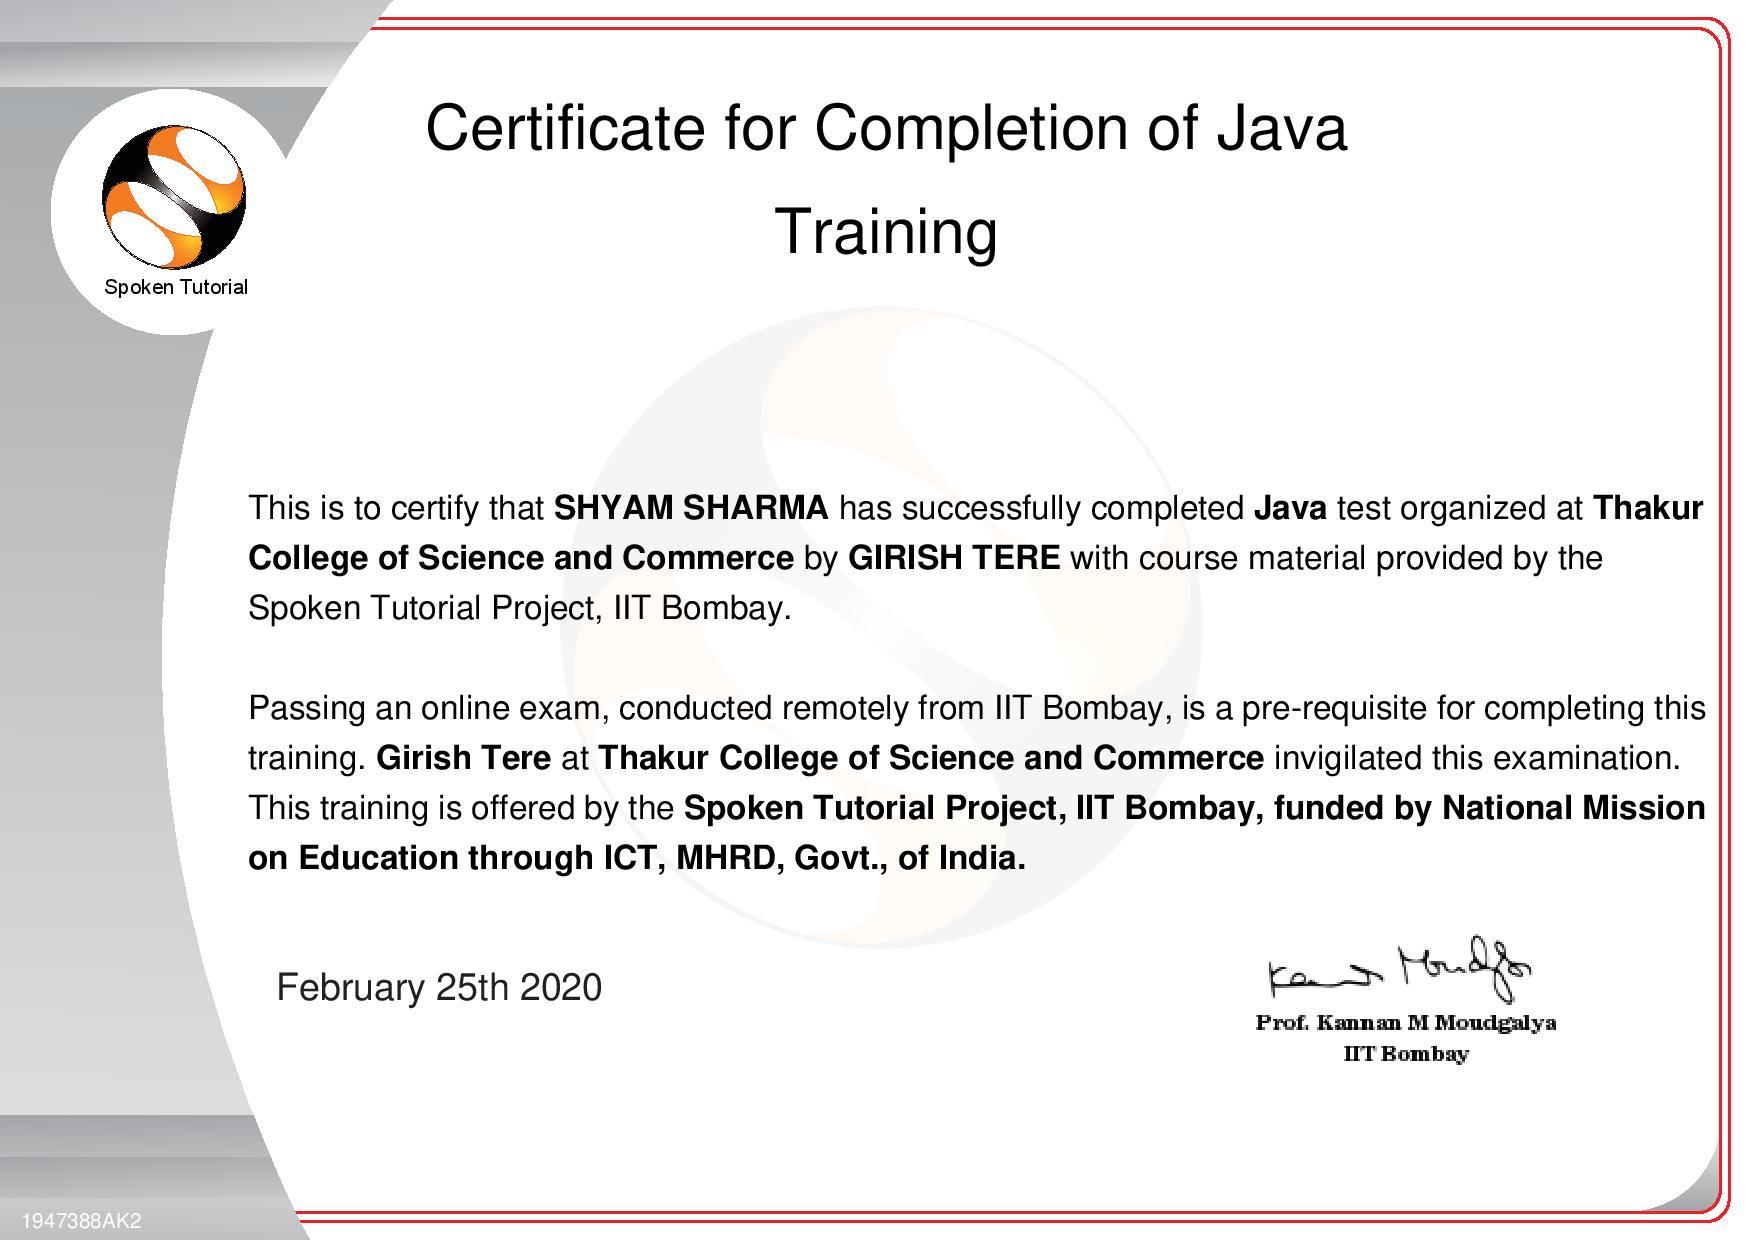 Certificate for Completion of Java
Training
Spoken Tutorial
This is to certify that SHYAM SHARMA has successfully completed Java test organized at Thakur
College of Science and Commerce by GIRISH TERE with course material provided by the
Spoken Tutorial Project, IIT Bombay.
Passing an online exam, conducted remotely from IIT Bombay, is a pre-requisite for completing this
training. Girish Tere at Thakur College of Science and Commerce invigilated this examination.
This training is offered by the Spoken Tutorial Project, IIT Bombay, funded by National Mission
on Education through ICT, MHRD, Govt., of India.
February 25th 2020
Kannan Moudgalya
Prof. Kannan M Moudgalya
IIT Bombay
1947388AK2